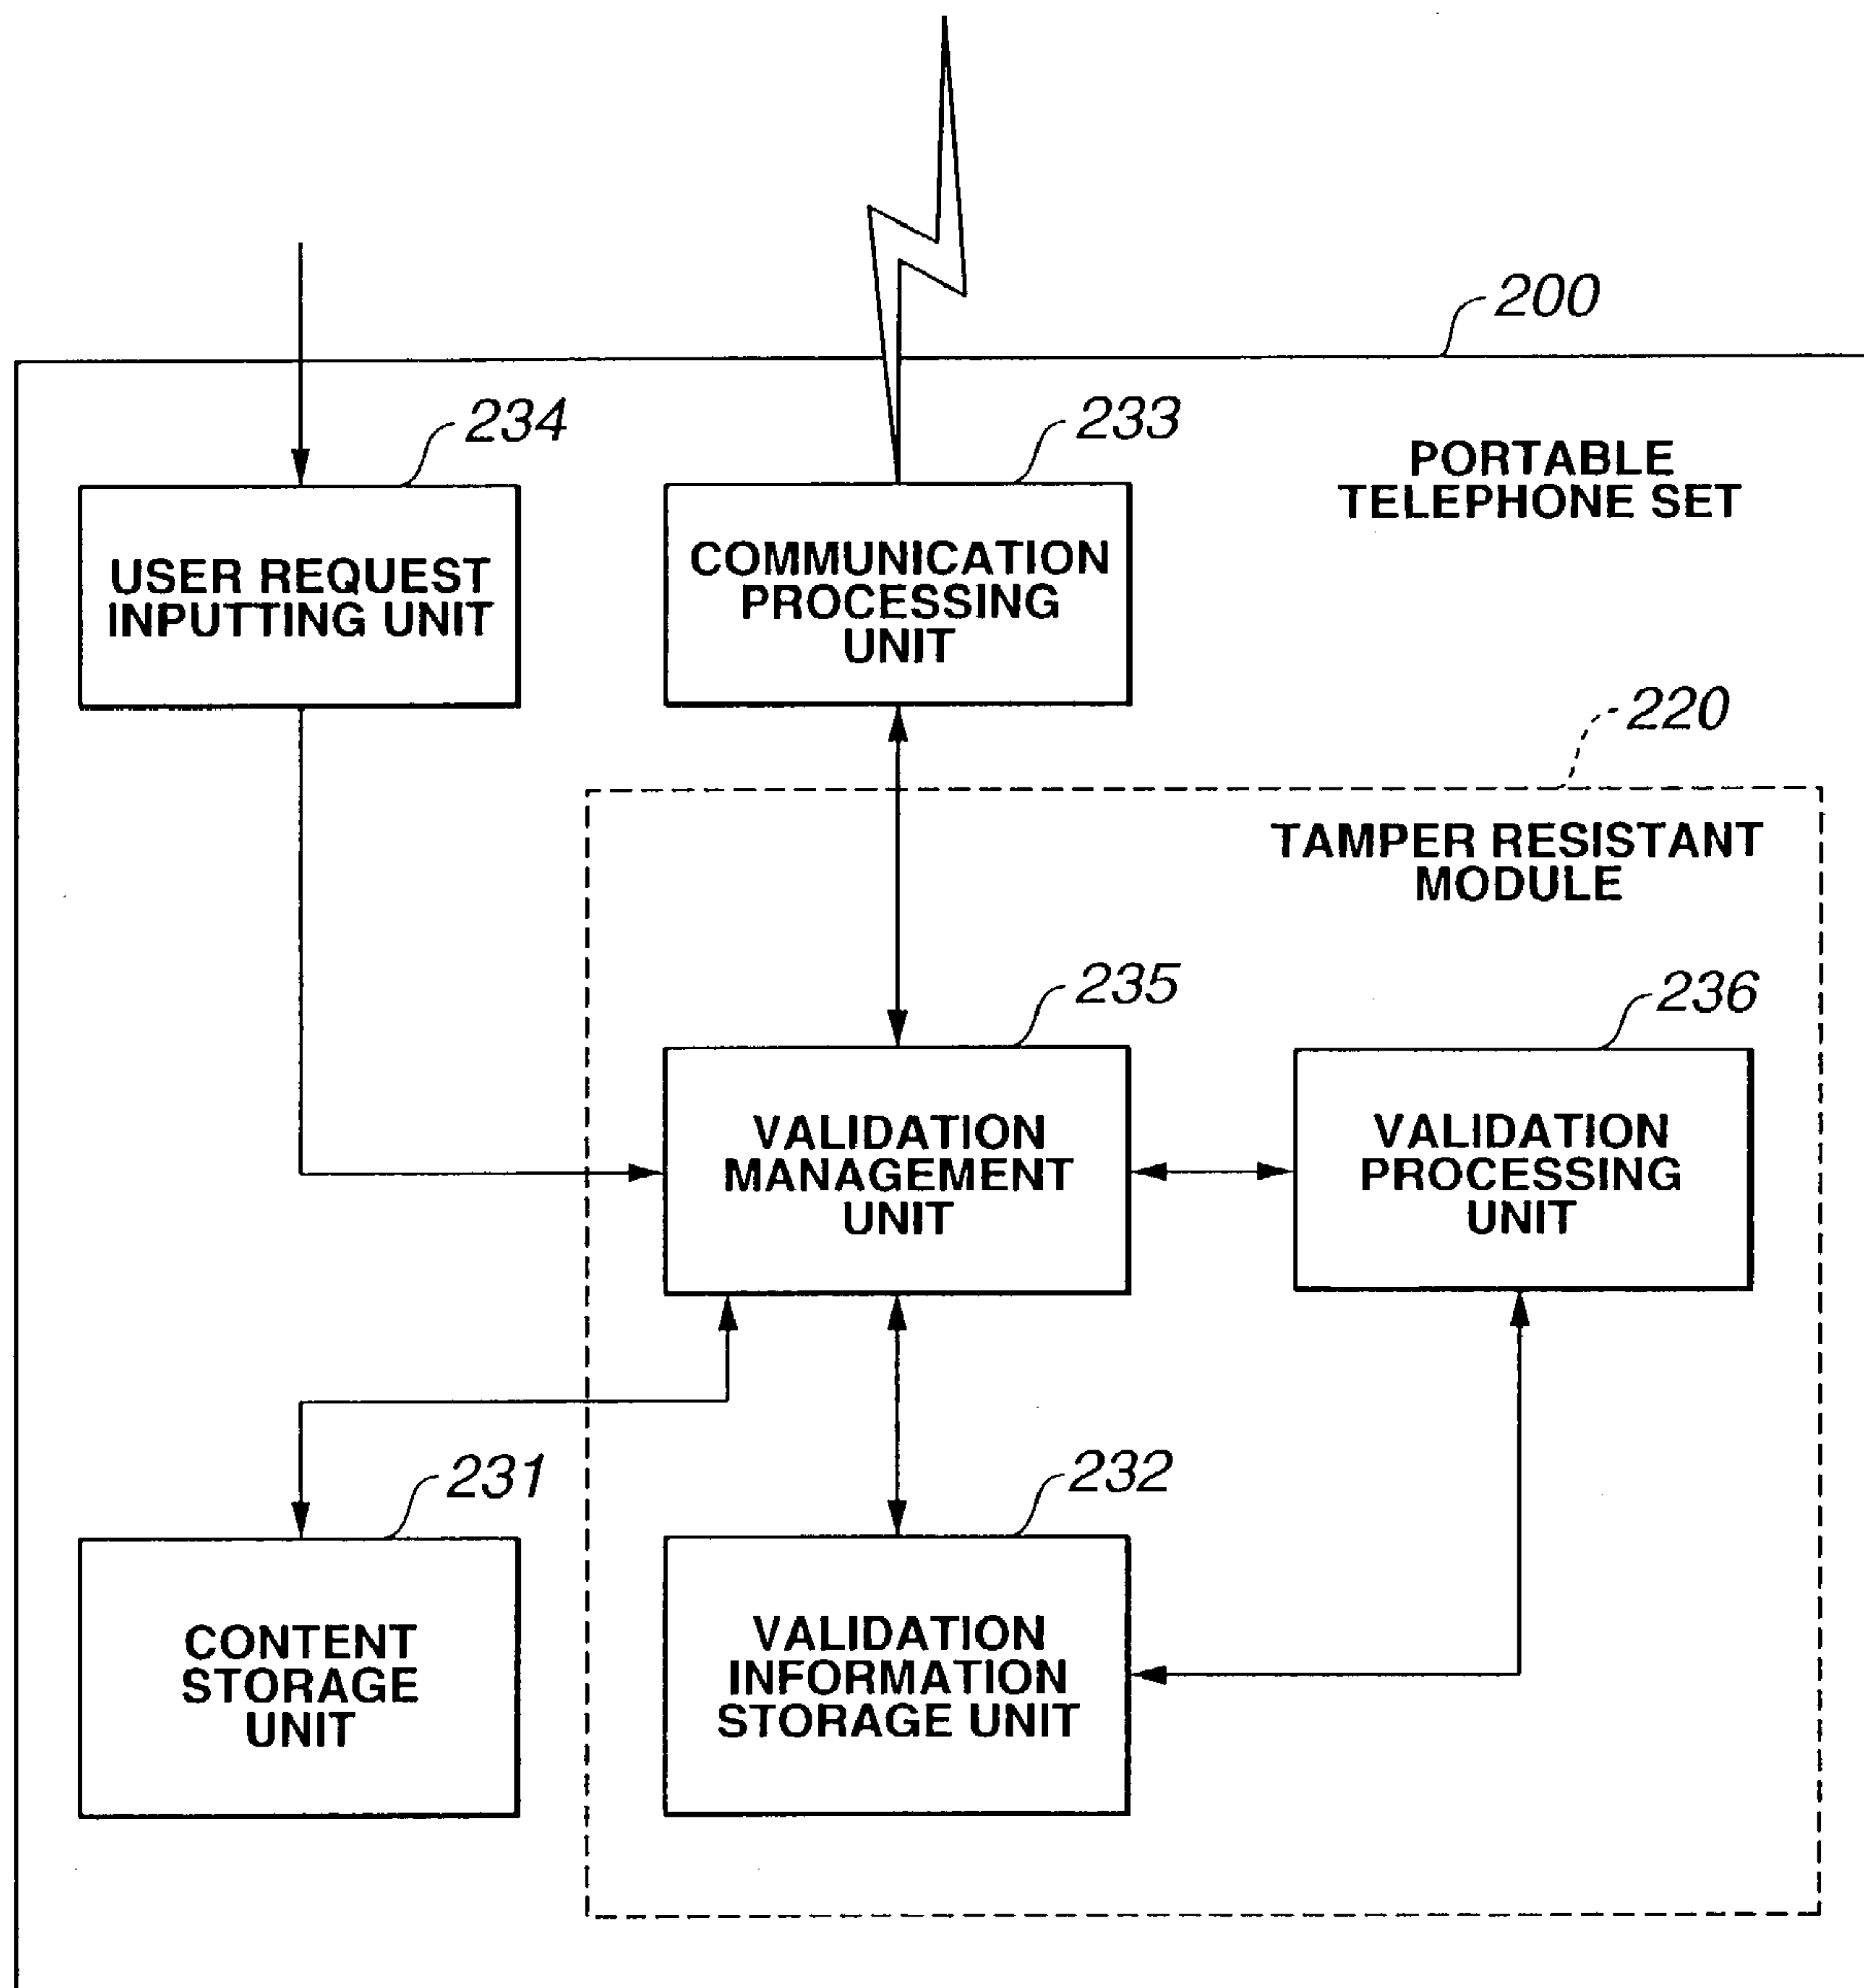 200
234
233
PORTABLE
TELEPHONE SET
USER REQUEST
INPUTTING UNIT
COMMUNICATION
PROCESSING
UNIT
220
TAMPER RESISTANT
MODULE
235
236
VALIDATION
MANAGEMENT
UNIT
VALIDATION
PROCESSING
UNIT
231
232
CONTENT
STORAGE
UNIT
VALIDATION
INFORMATION
STORAGE UNIT